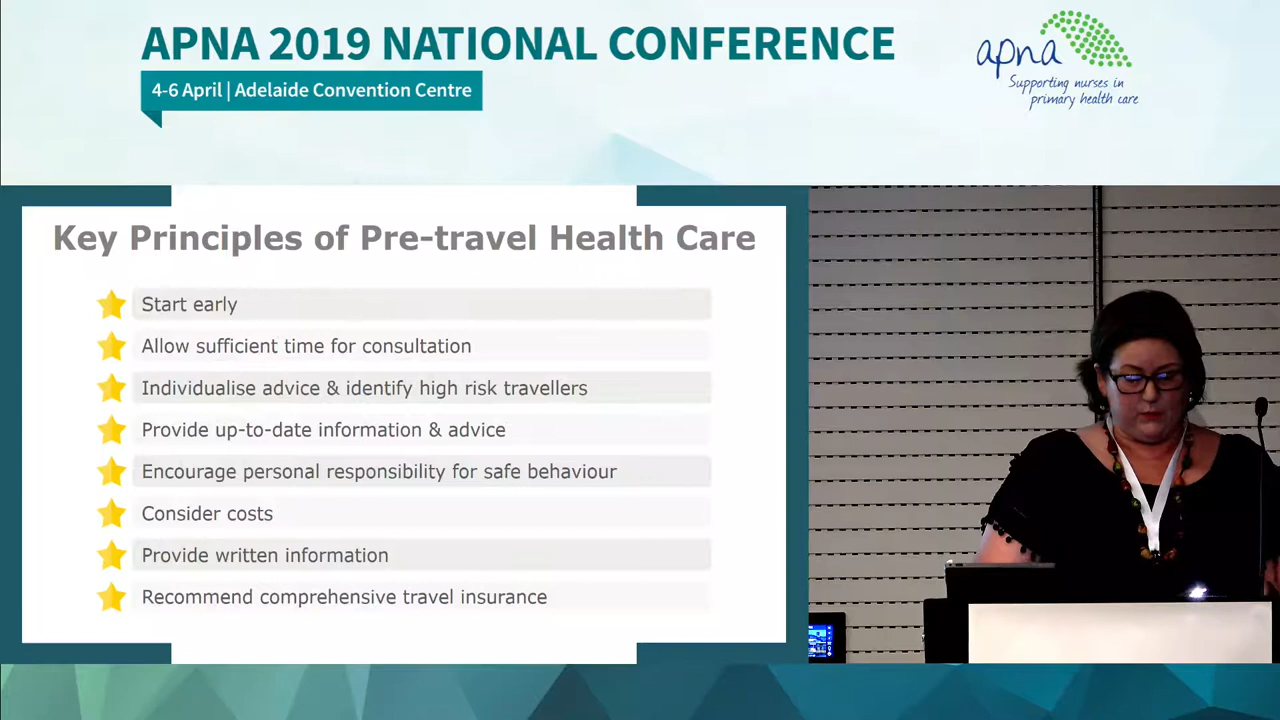 APNA 2019 NATIONAL CONFERENCE
4-6 April | Adelaide Convention Centre
apna
Supporting nurses in
primary health care
Key Principles of Pre-travel Health Care
Start early
Allow sufficient time for consultation
Individualise advice & identify high risk travellers
Provide up-to-date information & advice
Encourage personal responsibility for safe behaviour
Consider costs
Provide written information
Recommend comprehensive travel insurance